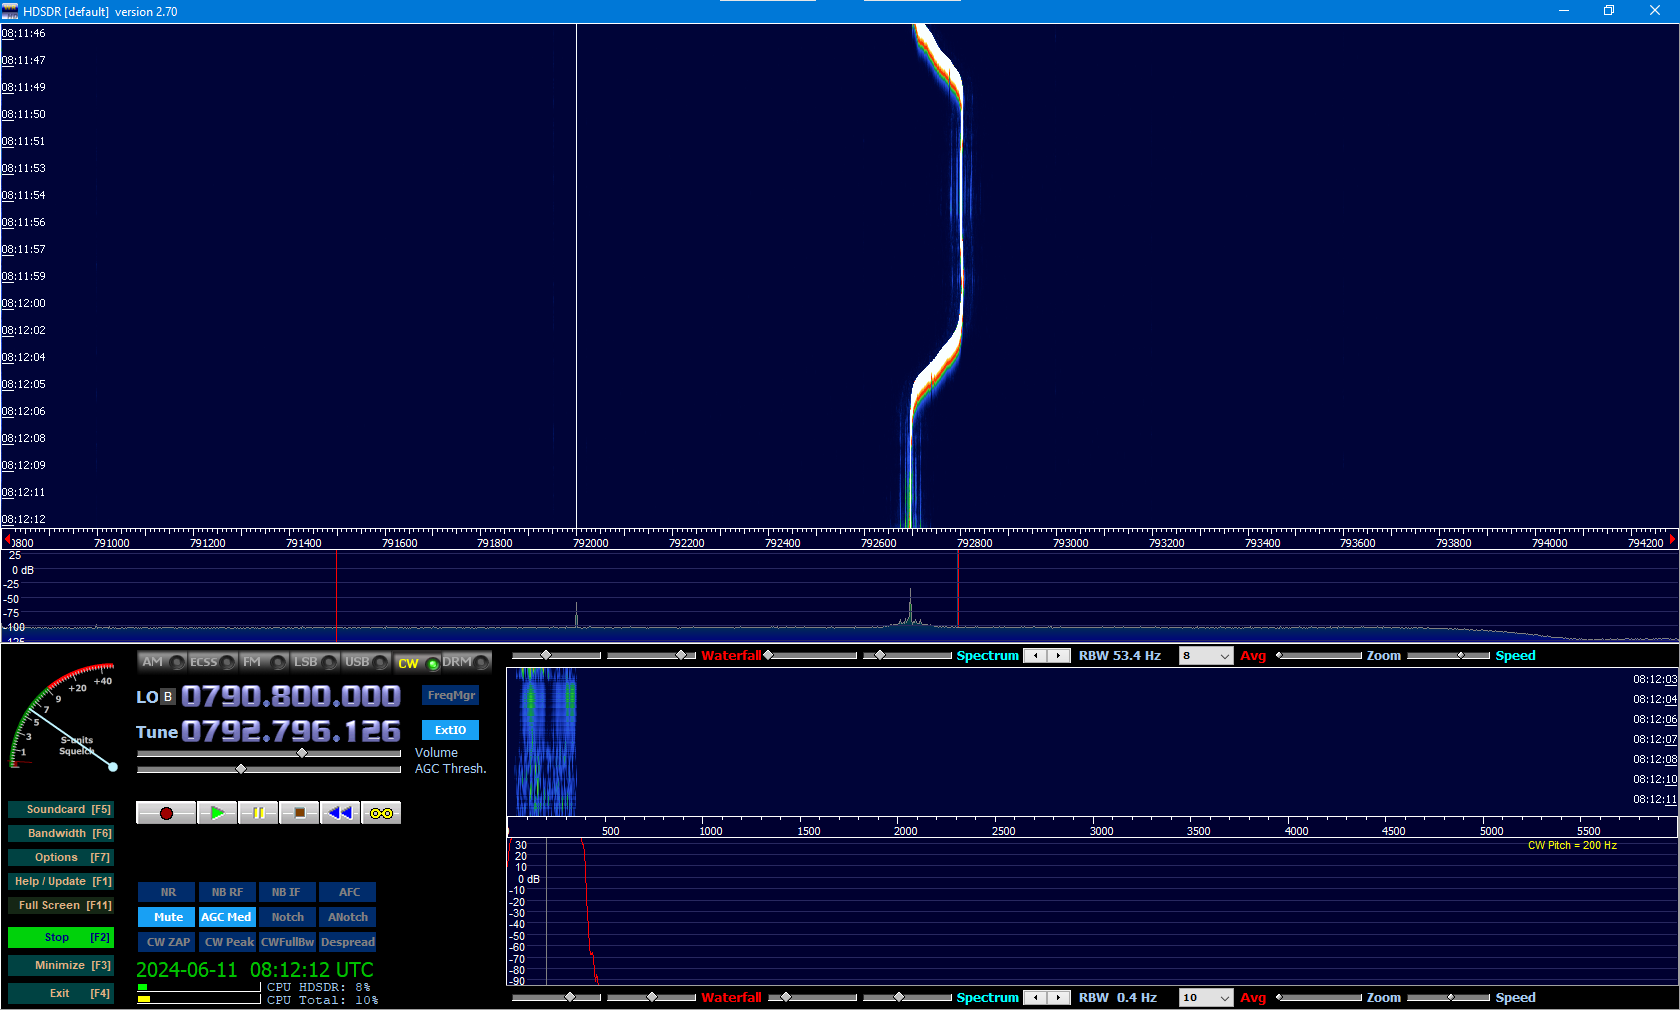 HDSDR [default] version 2.70
08:11:46
08:11:47
08:11:49
08:11:50
08:11:51
08:11:53
08:11:54
08:11:56
08:11:57
08:11:59
08:12:00
08:12:02
08:12:04
08:12:05
08:12:06
08:12:08
08:12:09
08:12:11
08:12:12
0800 791000 791200 791400 791600 791800 792000 792200 792400 792600 792800 793000 793200 793400 793600 793800 794000 794200
25
0 dB
-25
-50
-75
-100
-125
Waterfall Spectrum RBW 53.4 Hz 8 Avg Zoom Speed
1 3 5 7 9 +20 +40
S-units
Squelch
AM ECSS FM LSB USB CW DRM
LO B 0790.800.000 FreqMgr
Tune 0792.796.126 ExtIO
Volume
AGC Thresh.
Soundcard [F5]
Bandwidth [F6]
Options [F7]
Help / Update [F1]
Full Screen [F11]
Stop [F2]
Minimize [F3]
Exit [F4]
NR NB RF NB IF AFC
Mute AGC Med Notch ANotch
CW ZAP CW Peak CWFullBw Despread
2024-06-11 08:12:12 UTC
CPU HDSDR: 8%
CPU Total: 10%
08:12:03
08:12:04
08:12:06
08:12:07
08:12:08
08:12:10
08:12:11
500 1000 1500 2000 2500 3000 3500 4000 4500 5000 5500
CW Pitch = 200 Hz
30
20
10
0 dB
-10
-20
-30
-40
-50
-60
-70
-80
-90
Waterfall Spectrum RBW 0.4 Hz 10 Avg Zoom Speed